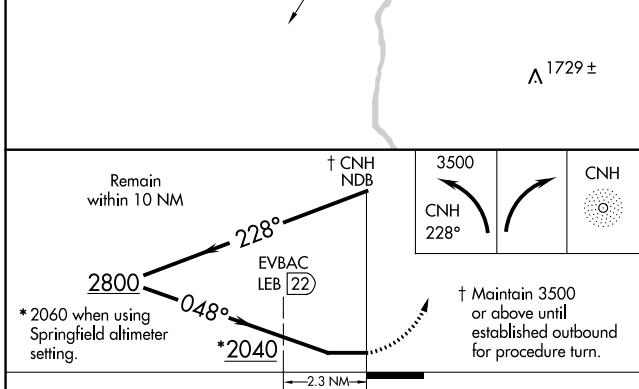 1729 ±
Remain
within 10 NM
† CNH
NDB
3500
CNH
228°
CNH
228°
EVBAC
LEB 22
2800
048°
* 2060 when using
Springfield altimeter
setting.
*2040
† Maintain 3500
or above until
established outbound
for procedure turn.
2.3 NM